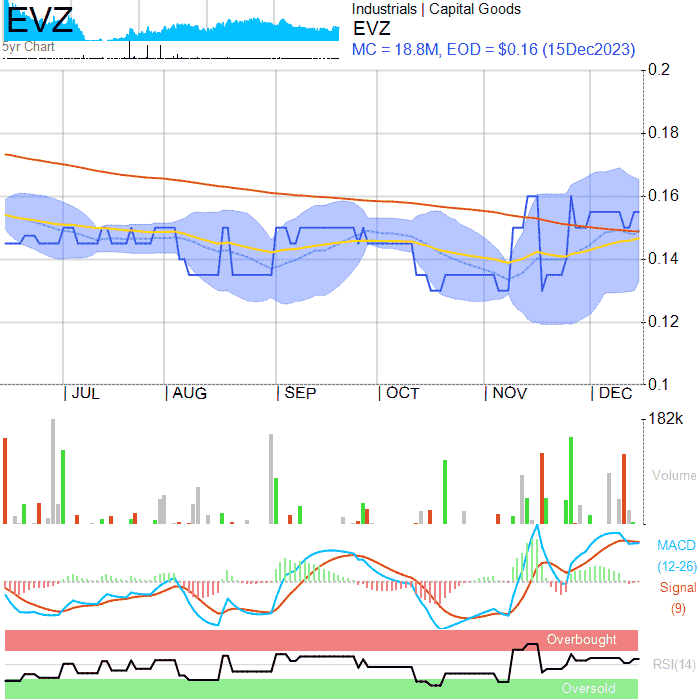 EVZ
5yr Chart
Industrials | Capital Goods
EVZ
MC = 18.8M, EOD = $0.16 (15Dec2023)
0.2
0.18
0.16
0.14
0.12
0.1
| JUL | AUG | SEP | OCT | NOV | DEC
182k
Volume
MACD
(12-26)
Signal
(9)
Overbought
RSI(14)
Oversold